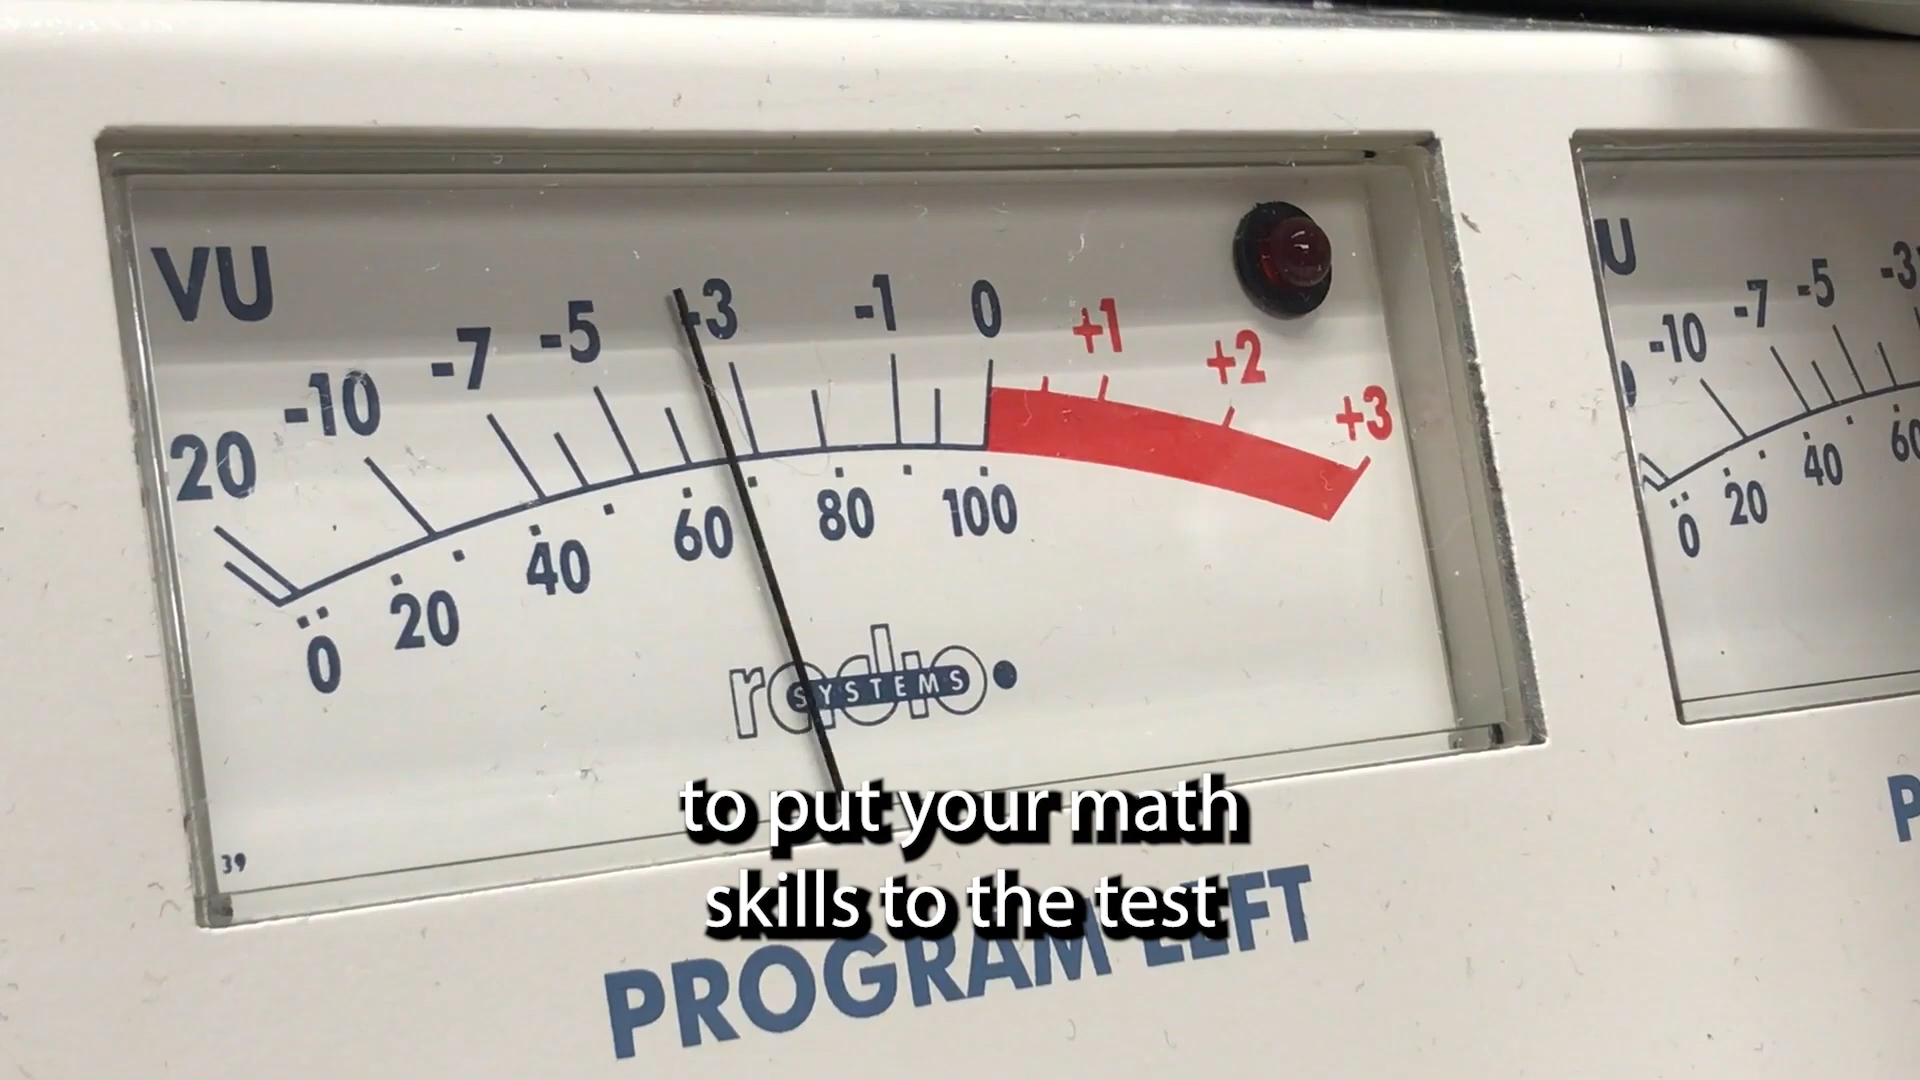 VU
20 -10 -7 -5 -3 -1 0 +1 +2 +3
0 20 40 60 80 100
radio
SYSTEMS
39
to put your math
skills to the test
PROGRAM LEFT
U
-10 -7 -5 -3
0 20 40 60
P